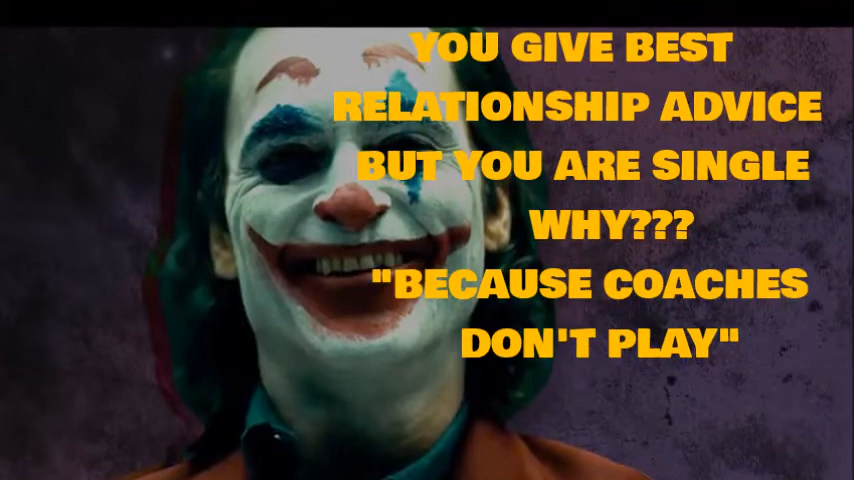 YOU GIVE BEST
RELATIONSHIP ADVICE
BUT YOU ARE SINGLE
WHY???
"BECAUSE COACHES
DON'T PLAY"